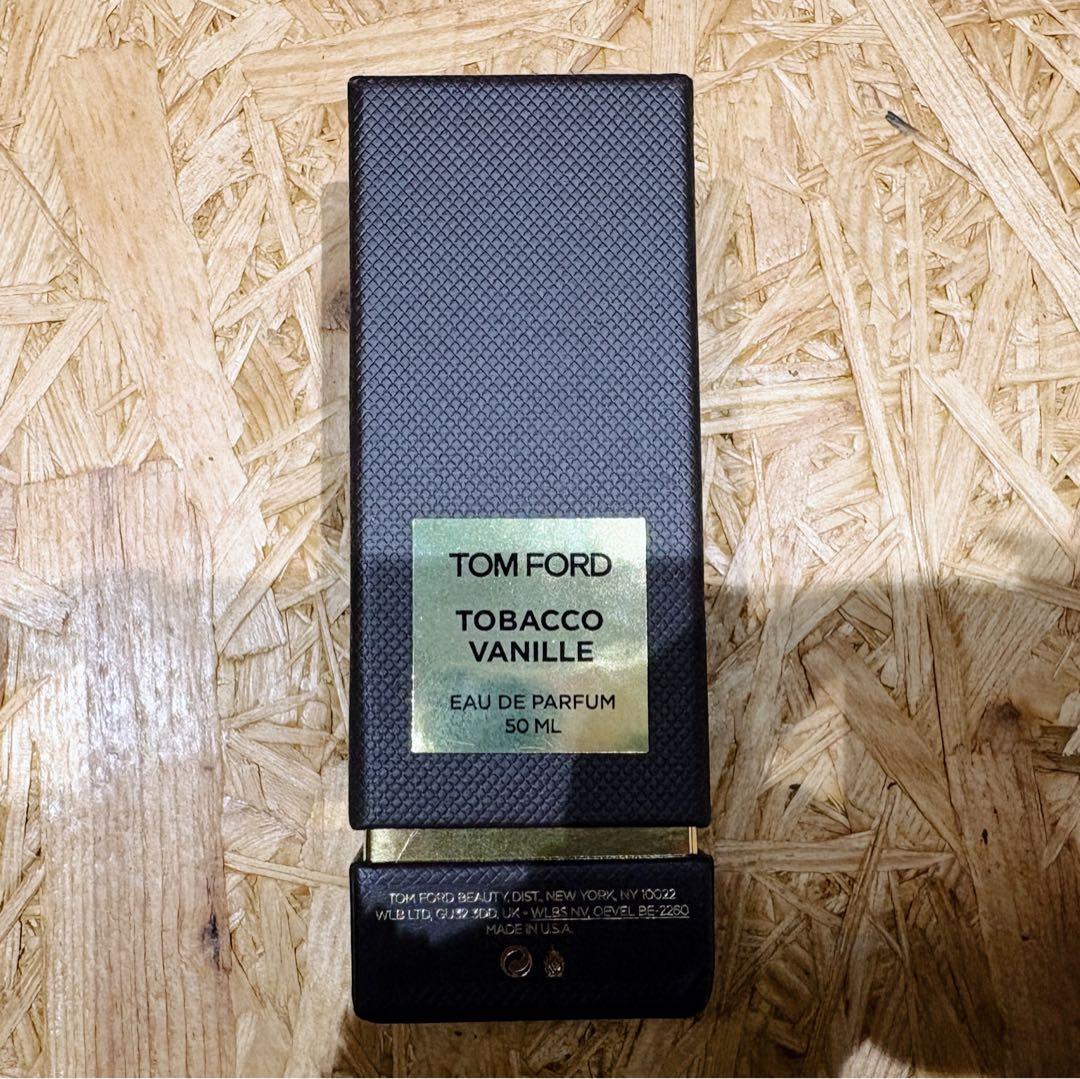 TOM FORD
TOBACCO
VANILLE
EAU DE PARFUM
50 ML
TOM FORD BEAUTY, DIST., NEW YORK, NY 10022
WLB LTD, GU32 3DD, UK - WLBS NV, OEVEL BE-2260
MADE IN U.S.A.